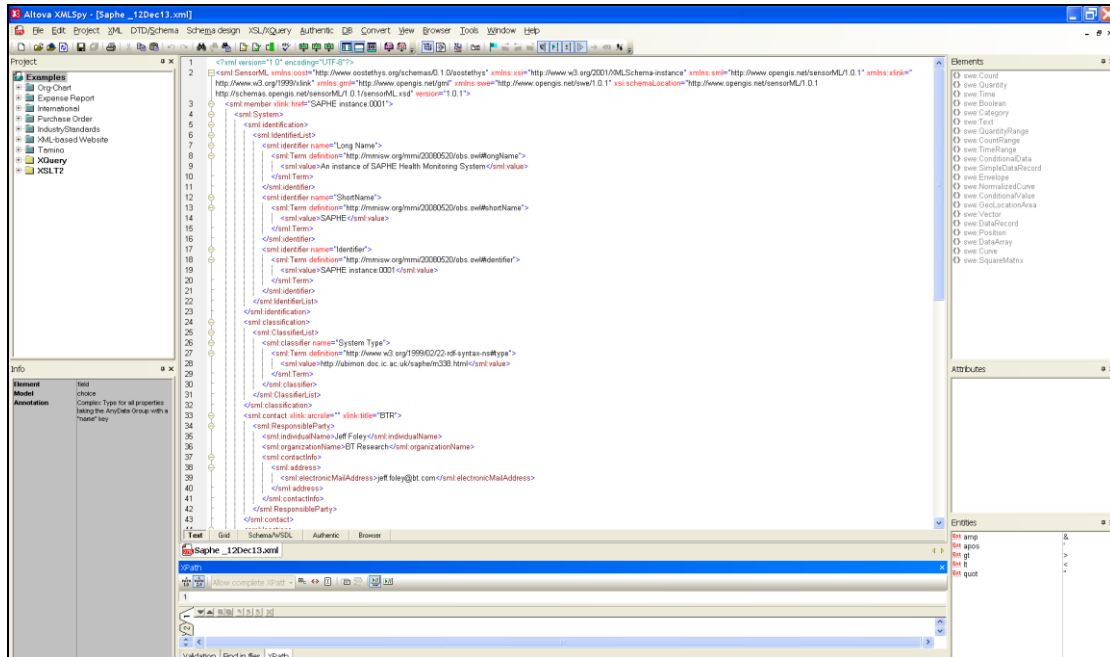 Altova XMLSpy - [Saphe _12Dec13.xml]
File Edit Project XML DTD/Schema Schema design XSL/XQuery Authentic DB Convert View Browser Tools Window Help
Project
Examples
Org-Chart
Expense Report
International
Purchase Order
IndustryStandards
XML-based Website
Tamino
XQuery
XSLT2
Info
Element field
Model choice
Annotation Complex Type for all properties
taking the AnyData Group with a
"name" key
1 <?xml version="1.0" encoding="UTF-8"?>
2 <sml:SensorML xmlns:oost="http://www.oostethys.org/schemas/0.1.0/oostethys" xmlns:xsi="http://www.w3.org/2001/XMLSchema-instance" xmlns:sml="http://www.opengis.net/sensorML/1.0.1" xmlns:xlink="
http://www.w3.org/1999/xlink" xmlns:gml="http://www.opengis.net/gml" xmlns:swe="http://www.opengis.net/swe/1.0.1" xsi:schemaLocation="http://www.opengis.net/sensorML/1.0.1
http://schemas.opengis.net/sensorML/1.0.1/sensorML.xsd" version="1.0.1">
3 <sml:member xlink:href="SAPHE instance:0001">
4 <sml:System>
5 <sml:identification>
6 <sml:IdentifierList>
7 <sml:identifier name="Long Name">
8 <sml:Term definition="http://mmisw.org/mmi/20080520/obs.owl#longName">
9 <sml:value>An instance of SAPHE Health Monitoring System</sml:value>
10 </sml:Term>
11 </sml:identifier>
12 <sml:identifier name="ShortName">
13 <sml:Term definition="http://mmisw.org/mmi/20080520/obs.owl#shortName">
14 <sml:value>SAPHE</sml:value>
15 </sml:Term>
16 </sml:identifier>
17 <sml:identifier name="Identifier">
18 <sml:Term definition="http://mmisw.org/mmi/20080520/obs.owl#identifier">
19 <sml:value>SAPHE instance:0001</sml:value>
20 </sml:Term>
21 </sml:identifier>
22 </sml:IdentifierList>
23 </sml:identification>
24 <sml:classification>
25 <sml:ClassifierList>
26 <sml:classifier name="System Type">
27 <sml:Term definition="http://www.w3.org/1999/02/22-rdf-syntax-ns#type">
28 <sml:value>http://ubimon.doc.ic.ac.uk/saphe/m338.html</sml:value>
29 </sml:Term>
30 </sml:classifier>
31 </sml:ClassifierList>
32 </sml:classification>
33 <sml:contact xlink:arcrole="" xlink:title="BTR">
34 <sml:ResponsibleParty>
35 <sml:individualName>Jeff Foley</sml:individualName>
36 <sml:organizationName>BT Research</sml:organizationName>
37 <sml:contactInfo>
38 <sml:address>
39 <sml:electronicMailAddress>jeff.foley@bt.com</sml:electronicMailAddress>
40 </sml:address>
41 </sml:contactInfo>
42 </sml:ResponsibleParty>
43 </sml:contact>
Text Grid Schema/WSDL Authentic Browser
Saphe _12Dec13.xml
XPath
Allow complete XPath
1
Validation Find in files XPath
Elements
swe:Count
swe:Quantity
swe:Time
swe:Boolean
swe:Category
swe:Text
swe:QuantityRange
swe:CountRange
swe:TimeRange
swe:ConditionalData
swe:SimpleDataRecord
swe:Envelope
swe:NormalizedCurve
swe:ConditionalValue
swe:GeoLocationArea
swe:Vector
swe:DataRecord
swe:Position
swe:DataArray
swe:Curve
swe:SquareMatrix
Attributes
Entities
Ent amp &
Ent apos '
Ent gt >
Ent lt <
Ent quot "